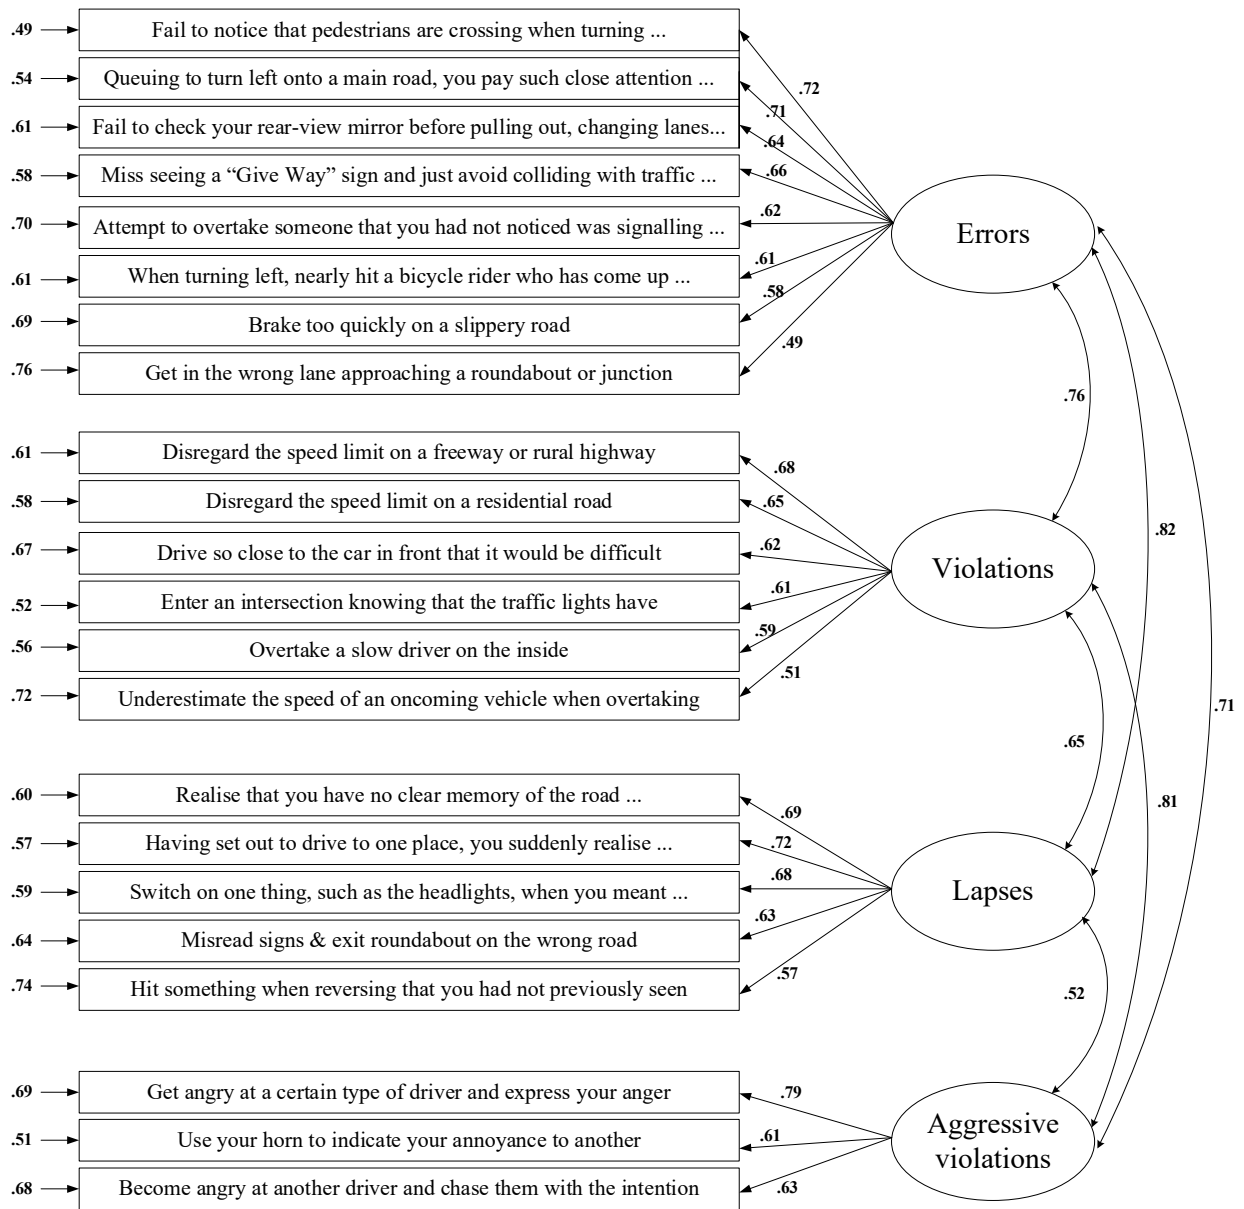 .49 Fail to notice that pedestrians are crossing when turning ... .72
.54 Queuing to turn left onto a main road, you pay such close attention ... .71
.61 Fail to check your rear-view mirror before pulling out, changing lanes... .64
.58 Miss seeing a “Give Way” sign and just avoid colliding with traffic ... .66
.70 Attempt to overtake someone that you had not noticed was signalling ... .62
Errors
.61 When turning left, nearly hit a bicycle rider who has come up ... .61
.69 Brake too quickly on a slippery road .58
.76 Get in the wrong lane approaching a roundabout or junction .49
.76
.61 Disregard the speed limit on a freeway or rural highway .68
.58 Disregard the speed limit on a residential road .65
.82
.67 Drive so close to the car in front that it would be difficult .62
Violations
.52 Enter an intersection knowing that the traffic lights have .61
.56 Overtake a slow driver on the inside .59
.72 Underestimate the speed of an oncoming vehicle when overtaking .51
.71
.65
.60 Realise that you have no clear memory of the road ... .69
.81
.57 Having set out to drive to one place, you suddenly realise ... .72
.59 Switch on one thing, such as the headlights, when you meant ... .68
Lapses
.64 Misread signs & exit roundabout on the wrong road .63
.74 Hit something when reversing that you had not previously seen .57
.52
.69 Get angry at a certain type of driver and express your anger .79
.51 Use your horn to indicate your annoyance to another .61
Aggressive
violations
.68 Become angry at another driver and chase them with the intention .63